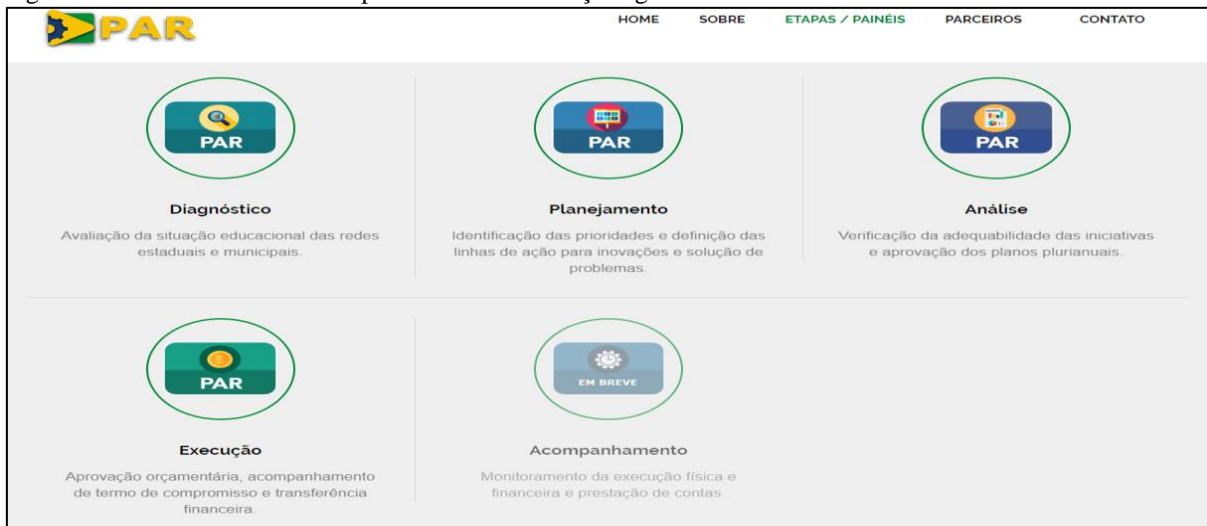 PAR
HOME SOBRE ETAPAS / PAINÉIS PARCEIROS CONTATO
PAR
Diagnóstico
Avaliação da situação educacional das redes
estaduais e municipais.
PAR
Planejamento
Identificação das prioridades e definição das
linhas de ação para inovações e solução de
problemas.
PAR
Análise
Verificação da adequabilidade das iniciativas
e aprovação dos planos plurianuais.
PAR
Execução
Aprovação orçamentária, acompanhamento
de termo de compromisso e transferência
financeira.
EM BREVE
Acompanhamento
Monitoramento da execução física e
financeira e prestação de contas.